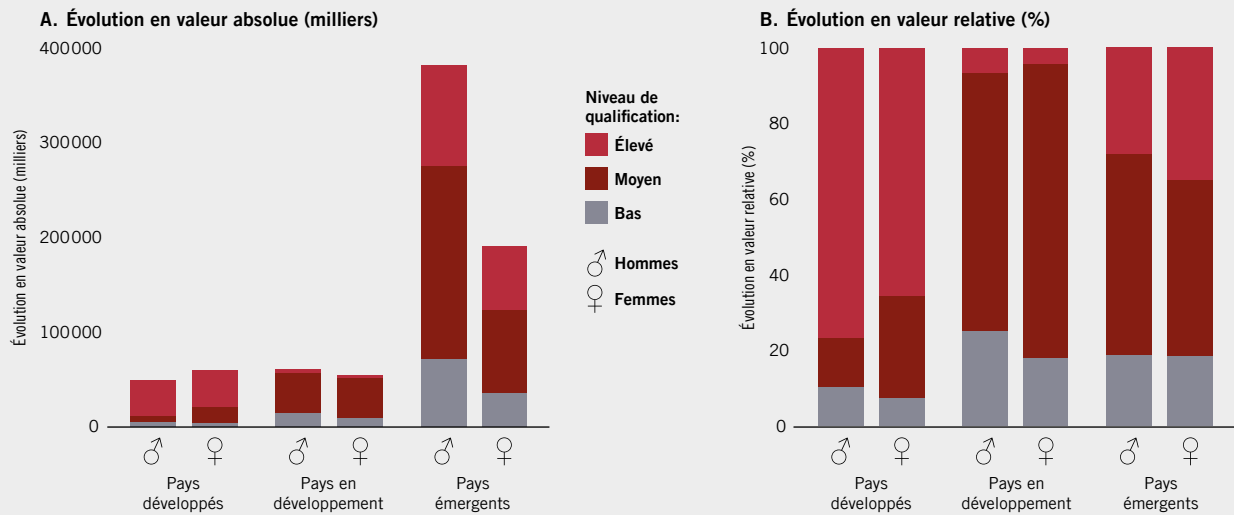 A. Évolution en valeur absolue (milliers)
Évolution en valeur absolue (milliers)
400000
300000
200000
100000
0
Pays
développés
Pays en
développement
Pays
émergents
Niveau de
qualification:
Élevé
Moyen
Bas
♂ Hommes
♀ Femmes
B. Évolution en valeur relative (%)
Évolution en valeur relative (%)
100
80
60
40
20
0
Pays
développés
Pays en
développement
Pays
émergents